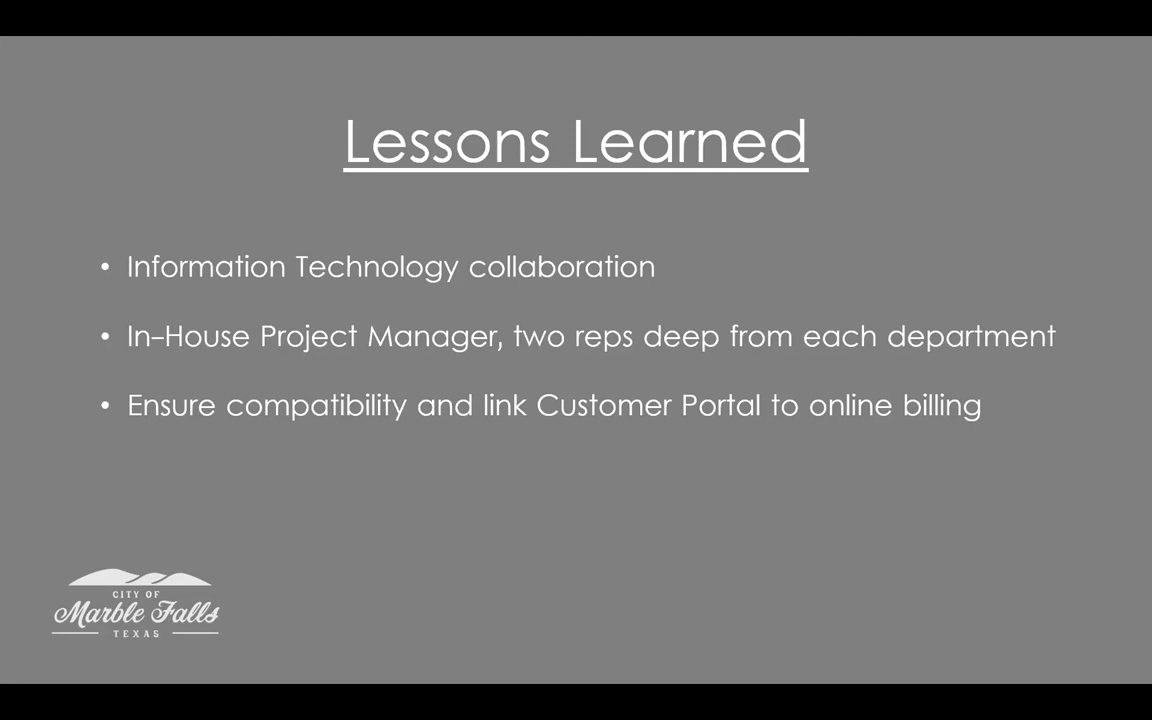 Lessons Learned
• Information Technology collaboration
• In-House Project Manager, two reps deep from each department
• Ensure compatibility and link Customer Portal to online billing
CITY OF
Marble Falls
TEXAS